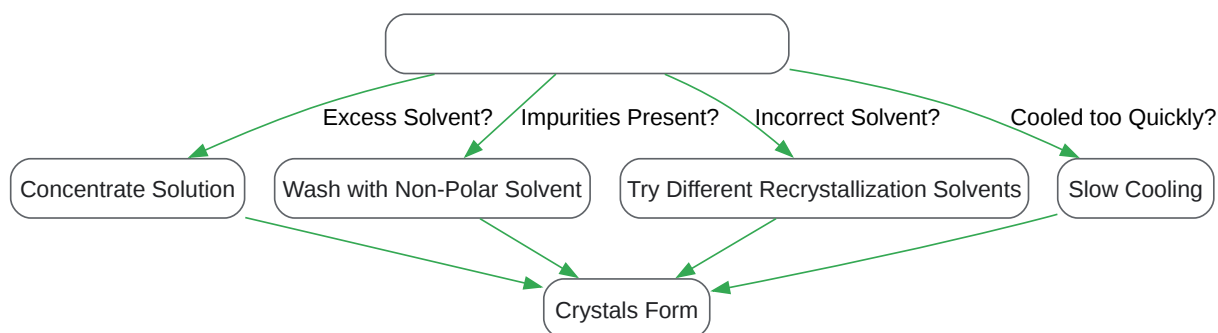 Excess Solvent?
Impurities Present?
Incorrect Solvent?
Cooled too Quickly?
Concentrate Solution
Wash with Non-Polar Solvent
Try Different Recrystallization Solvents
Slow Cooling
Crystals Form